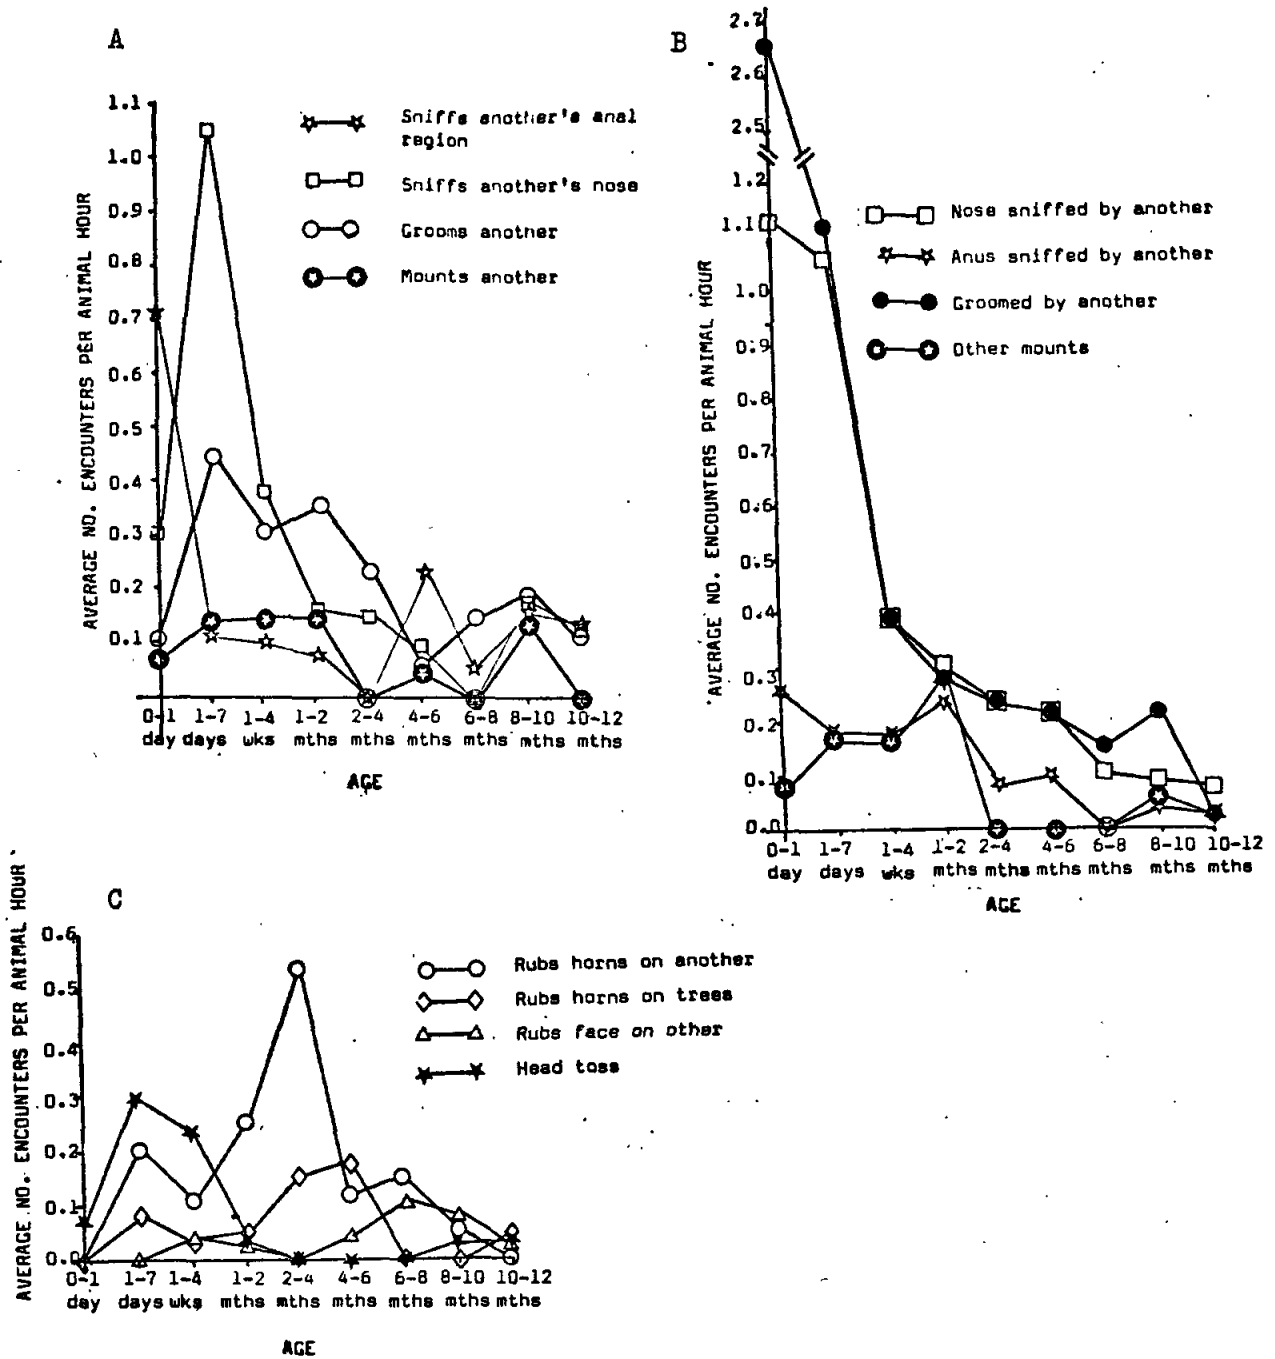 A
AVERAGE NO. ENCOUNTERS PER ANIMAL HOUR
1.1
1.0
0.9
0.8
0.7
0.6
0.5
0.4
0.3
0.2
0.1
Sniffs another's anal
region
Sniffs another's nose
Grooms another
Mounts another
0-1 1-7 1-4 1-2 2-4 4-6 6-8 8-10 10-12
day days wks mths mths mths mths mths mths
AGE
B
AVERAGE NO. ENCOUNTERS PER ANIMAL HOUR
2.7
2.6
2.5
1.2
1.1
1.0
0.9
0.8
0.7
0.6
0.5
0.4
0.3
0.2
0.1
0.0
Nose sniffed by another
Anus sniffed by another
Groomed by another
Other mounts
0-1 1-7 1-4 1-2 2-4 4-6 6-8 8-10 10-12
day days wks mths mths mths mths mths mths
AGE
C
AVERAGE NO. ENCOUNTERS PER ANIMAL HOUR
0.6
0.5
0.4
0.3
0.2
0.1
0.0
Rubs horns on another
Rubs horns on trees
Rubs face on other
Head toss
0-1 1-7 1-4 1-2 2-4 4-6 6-8 8-10 10-12
day days wks mths mths mths mths mths mths
AGE